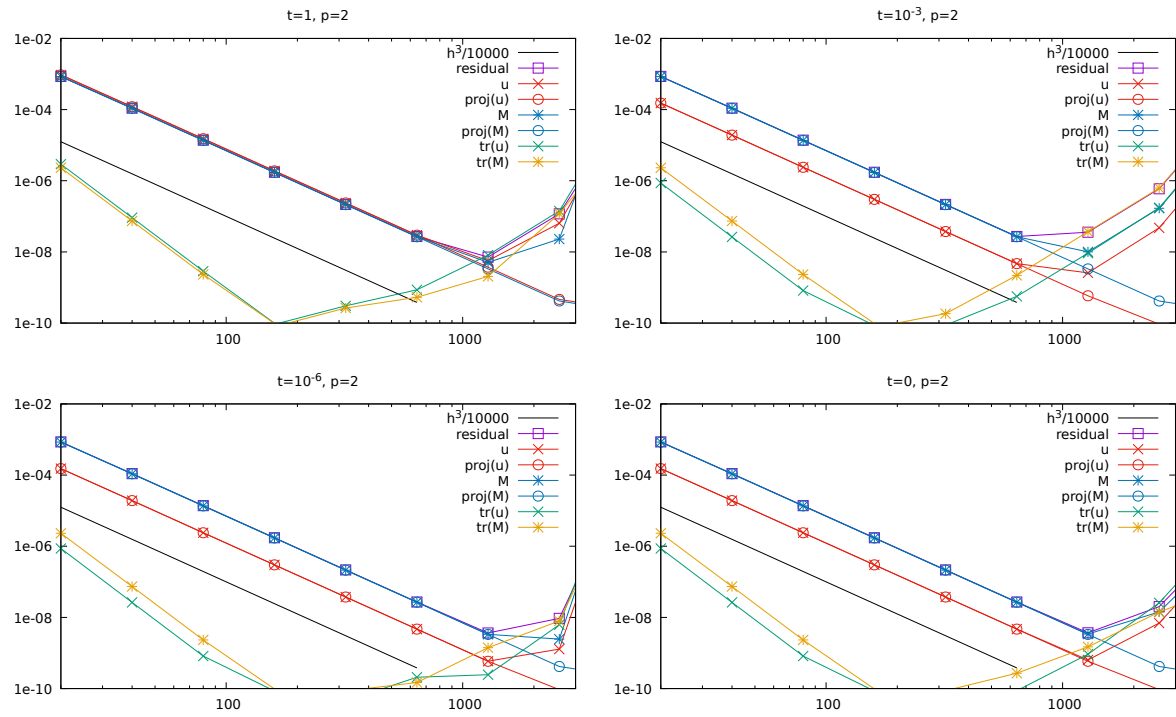 t=1, p=2
1e-02
1e-04
1e-06
1e-08
1e-10
100
1000
h³/10000
residual
u
proj(u)
M
proj(M)
tr(u)
tr(M)
t=10⁻³, p=2
1e-02
1e-04
1e-06
1e-08
1e-10
100
1000
h³/10000
residual
u
proj(u)
M
proj(M)
tr(u)
tr(M)
t=10⁻⁶, p=2
1e-02
1e-04
1e-06
1e-08
1e-10
100
1000
h³/10000
residual
u
proj(u)
M
proj(M)
tr(u)
tr(M)
t=0, p=2
1e-02
1e-04
1e-06
1e-08
1e-10
100
1000
h³/10000
residual
u
proj(u)
M
proj(M)
tr(u)
tr(M)